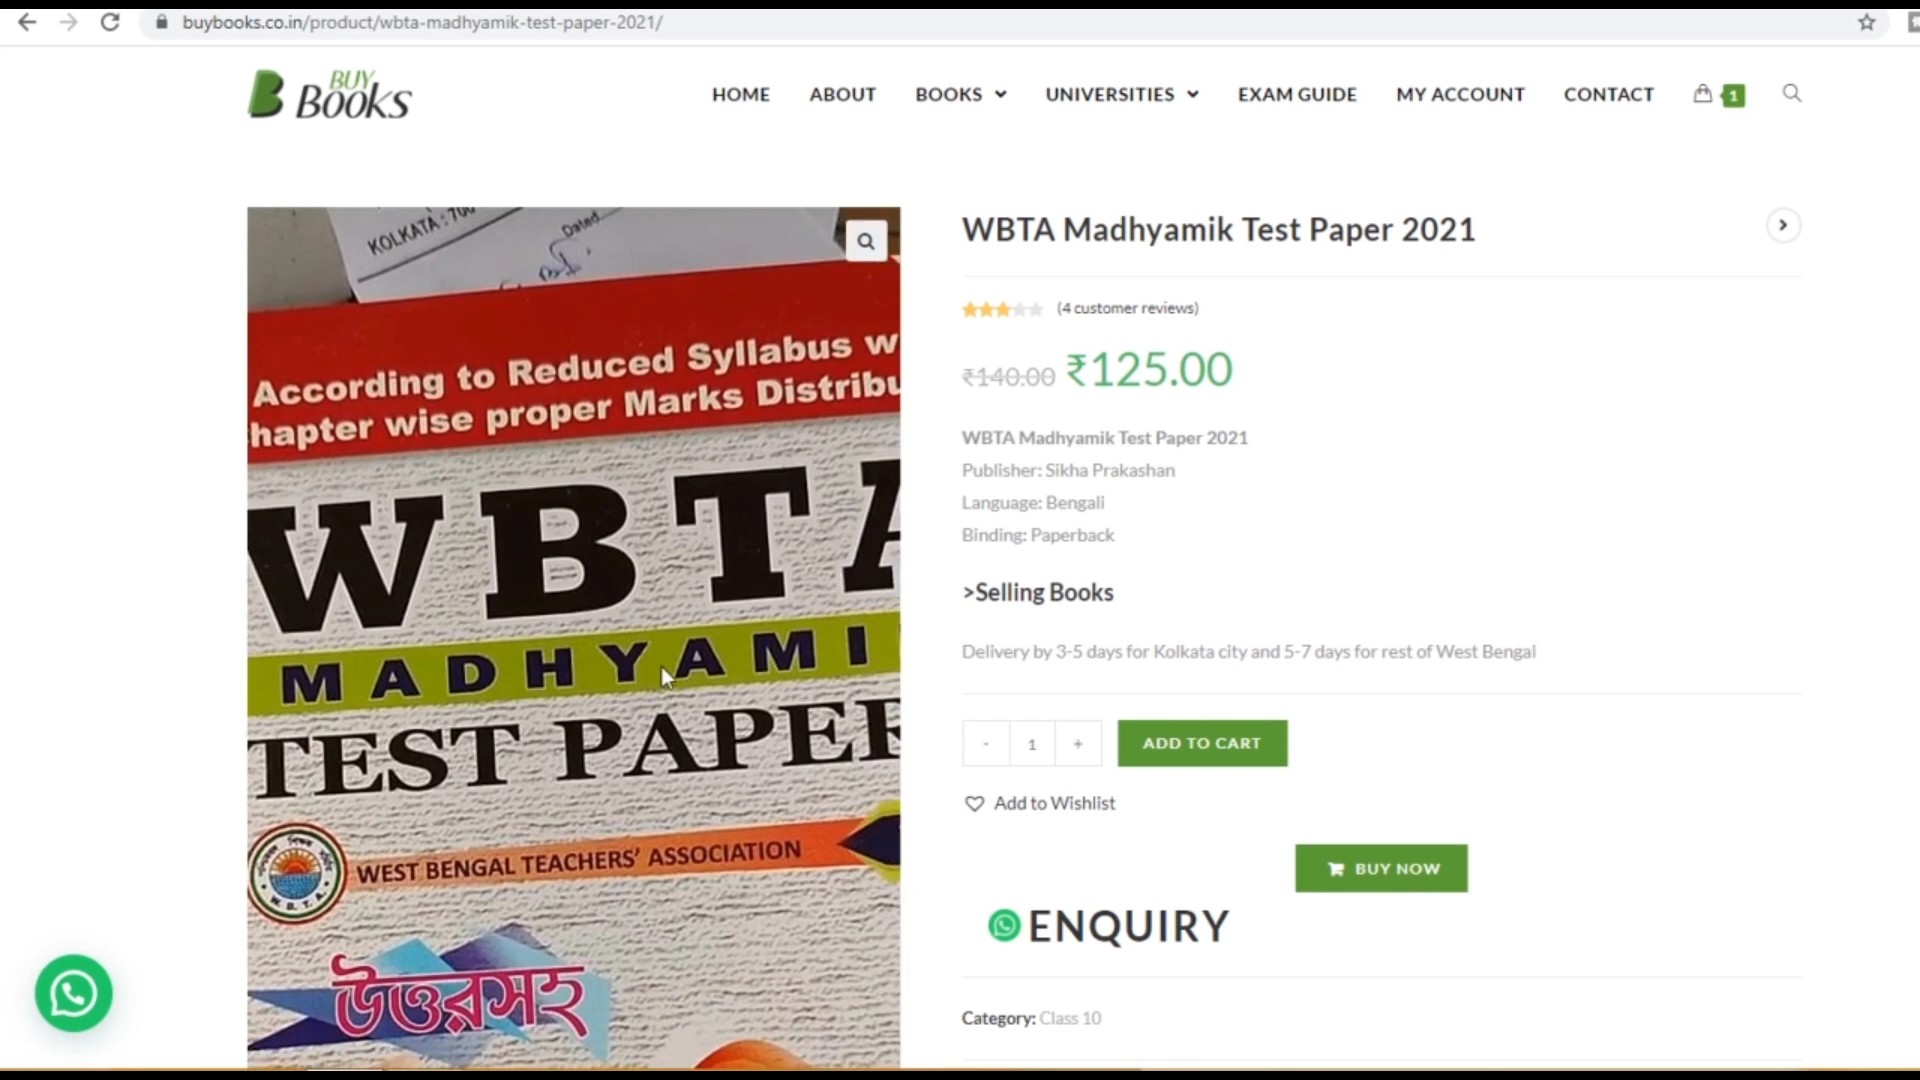 buybooks.co.in/product/wbta-madhyamik-test-paper-2021/
BUY
BOOKS
HOME
ABOUT
BOOKS
UNIVERSITIES
EXAM GUIDE
MY ACCOUNT
CONTACT
1
KOLKATA : 700
Dated
According to Reduced Syllabus w
hapter wise proper Marks Distribu
WBTA
MADHYAMI
TEST PAPER
WEST BENGAL TEACHERS' ASSOCIATION
W. B. T. A.
উত্তরসহ
WBTA Madhyamik Test Paper 2021
(4 customer reviews)
₹140.00 ₹125.00
WBTA Madhyamik Test Paper 2021
Publisher: Sikha Prakashan
Language: Bengali
Binding: Paperback
>Selling Books
Delivery by 3-5 days for Kolkata city and 5-7 days for rest of West Bengal
- 1 +
ADD TO CART
Add to Wishlist
BUY NOW
ENQUIRY
Category: Class 10